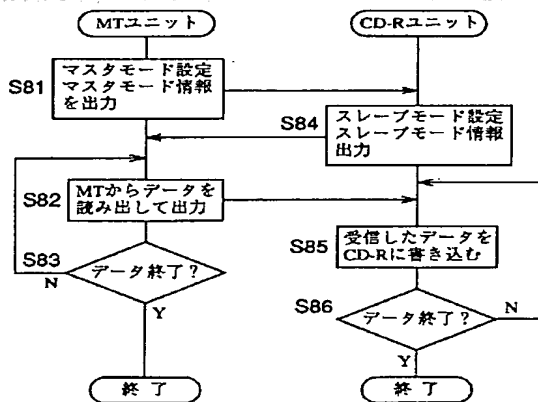 MTユニット
CD-Rユニット
S81
マスタモード設定
マスタモード情報
を出力
S84
スレーブモード設定
スレーブモード情報
出力
S82
MTからデータを
読み出して出力
S85
受信したデータを
CD-Rに書き込む
S83
データ終了?
N
Y
S86
データ終了?
N
Y
終了
終了